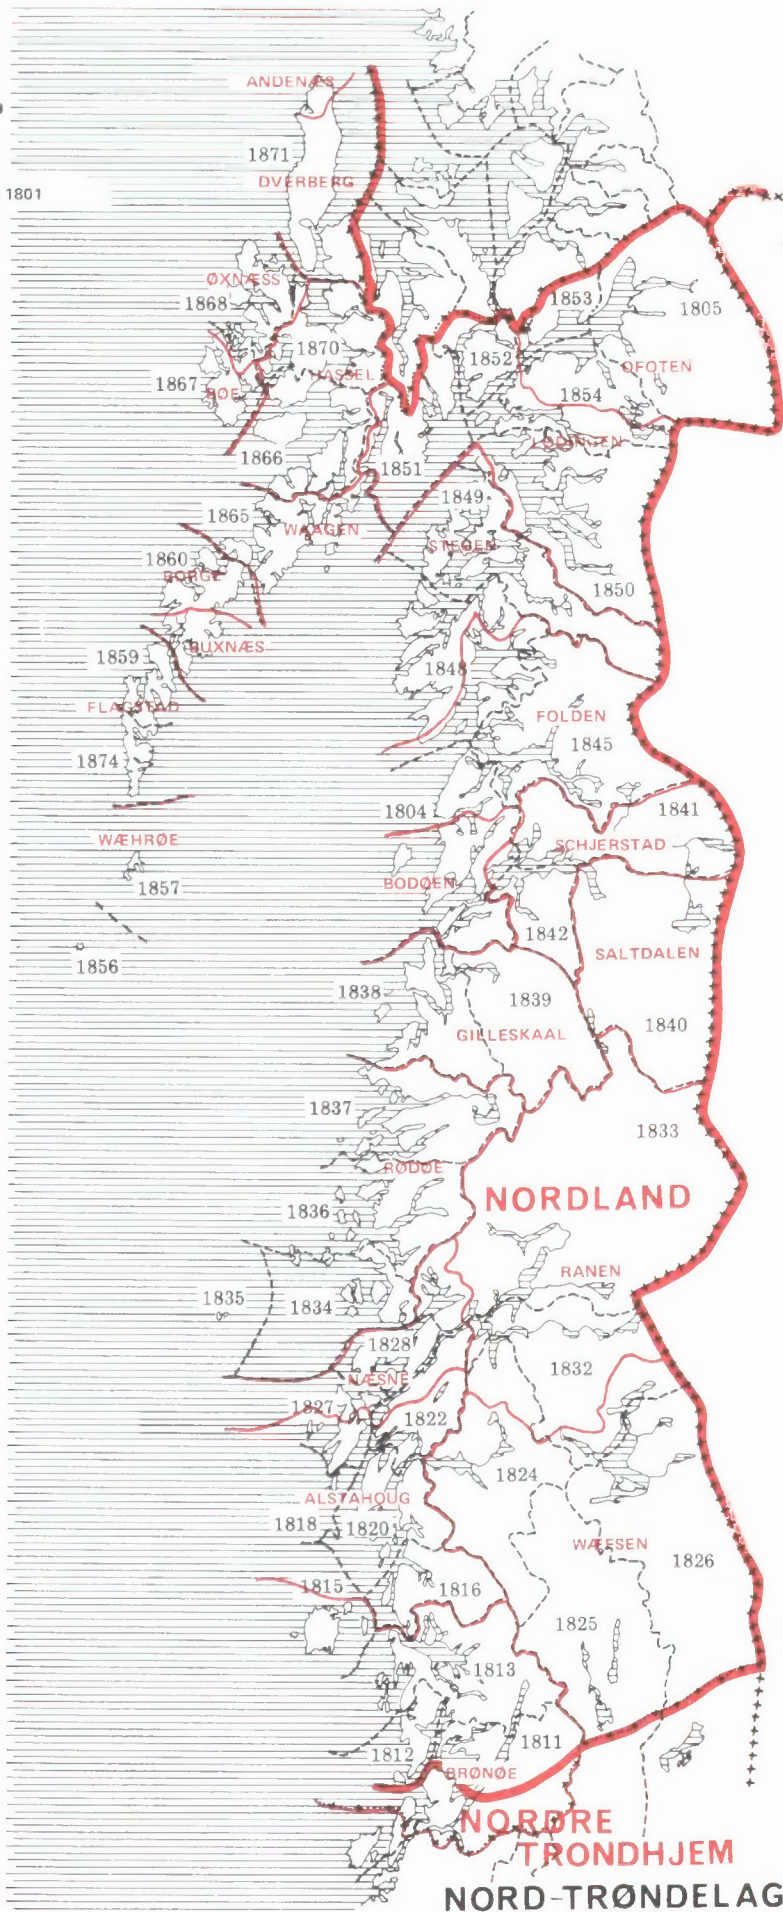 ANDENÆS
1871
DVERBERG
1801
ØXNÆSS
1868
1853
1805
1870
1852
HASSEL
OFOTEN
1867
BØE
1854
LØDINGEN
1866
1851
1849
1865
WAAGEN
STEGEN
1860
BORGE
1850
BUXNÆS
1859
1848
FLAGSTAD
FOLDEN
1845
1874
1804
1841
WÆHRØE
SCHJERSTAD
1857
BODØEN
1842
SALTDALEN
1856
1838
1839
1840
GILLESKAAL
1837
1833
RØDØE
NORDLAND
1836
RANEN
1835
1834
1828
1832
NÆSNE
1827
1822
1824
ALSTAHOUG
1818
1820
WÆFSEN
1826
1815
1816
1825
1813
1811
1812
BRØNØE
NORDRE
TRONDHJEM
NORD-TRØNDELAG